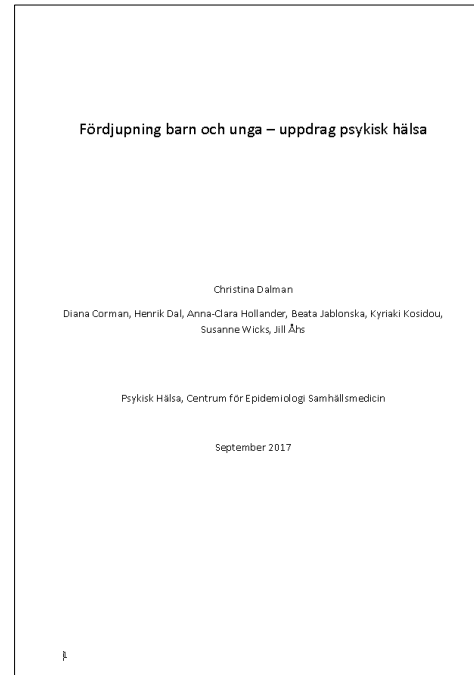 Fördjupning barn och unga – uppdrag psykisk hälsa
Christina Dalman
Diana Corman, Henrik Dal, Anna-Clara Hollander, Beata Jablonska, Kyriaki Kosidou,
Susanne Wicks, Jill Åhs
Psykisk Hälsa, Centrum för Epidemiologi Samhällsmedicin
September 2017
1